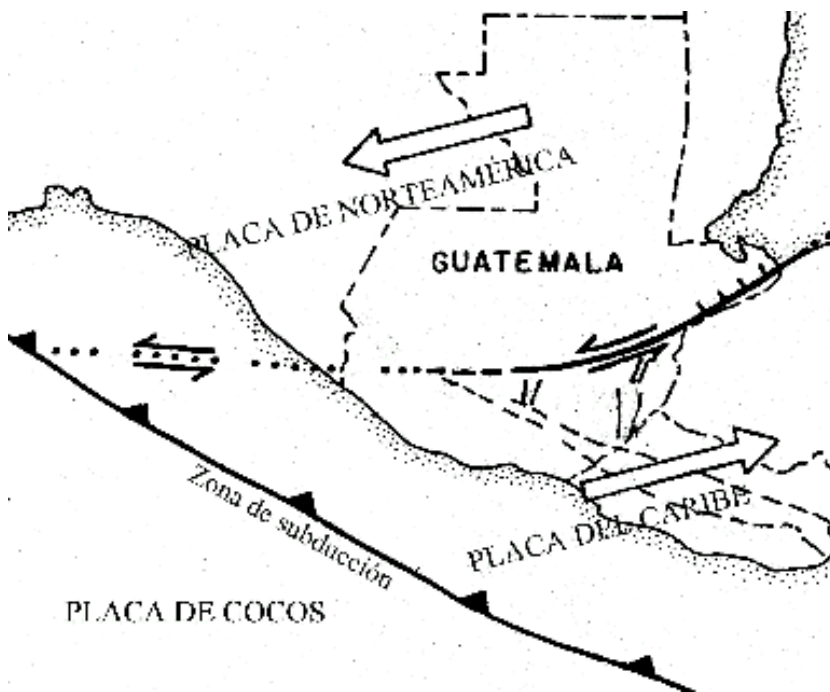 PLACA DE NORTEAMÉRICA
GUATEMALA
Zona de subducción
PLACA DEL CARIBE
PLACA DE COCOS